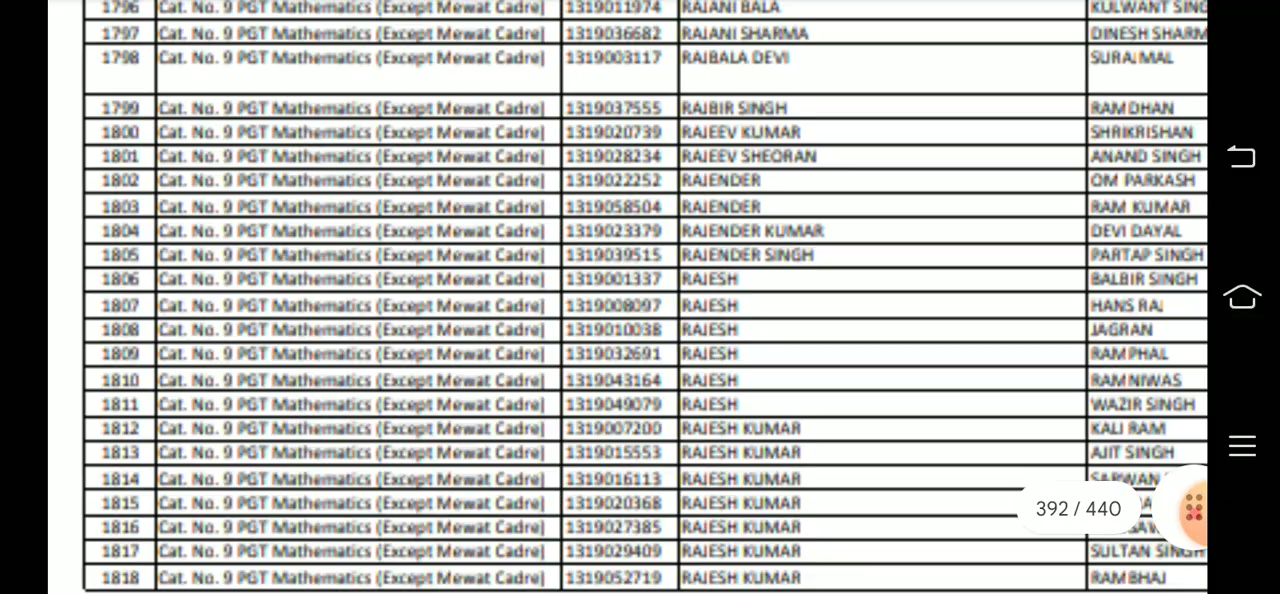 1796 Cat. No. 9 PGT Mathematics (Except Mewat Cadre) 1319011974 RAJANI BALA KULWANT SING
1797 Cat. No. 9 PGT Mathematics (Except Mewat Cadre) 1319036682 RAJANI SHARMA DINESH SHARM
1798 Cat. No. 9 PGT Mathematics (Except Mewat Cadre) 1319003117 RAJBALA DEVI SURAJMAL
1799 Cat. No. 9 PGT Mathematics (Except Mewat Cadre) 1319037555 RAJBIR SINGH RAMDHAN
1800 Cat. No. 9 PGT Mathematics (Except Mewat Cadre) 1319020739 RAJEEV KUMAR SHRIKRISHAN
1801 Cat. No. 9 PGT Mathematics (Except Mewat Cadre) 1319028234 RAJEEV SHEORAN ANAND SINGH
1802 Cat. No. 9 PGT Mathematics (Except Mewat Cadre) 1319022252 RAJENDER OM PARKASH
1803 Cat. No. 9 PGT Mathematics (Except Mewat Cadre) 1319058504 RAJENDER RAM KUMAR
1804 Cat. No. 9 PGT Mathematics (Except Mewat Cadre) 1319023379 RAJENDER KUMAR DEVI DAYAL
1805 Cat. No. 9 PGT Mathematics (Except Mewat Cadre) 1319039515 RAJENDER SINGH PARTAP SINGH
1806 Cat. No. 9 PGT Mathematics (Except Mewat Cadre) 1319001337 RAJESH BALBIR SINGH
1807 Cat. No. 9 PGT Mathematics (Except Mewat Cadre) 1319008097 RAJESH HANS RAJ
1808 Cat. No. 9 PGT Mathematics (Except Mewat Cadre) 1319010038 RAJESH JAGRAN
1809 Cat. No. 9 PGT Mathematics (Except Mewat Cadre) 1319032691 RAJESH RAMPHAL
1810 Cat. No. 9 PGT Mathematics (Except Mewat Cadre) 1319043164 RAJESH RAMNIWAS
1811 Cat. No. 9 PGT Mathematics (Except Mewat Cadre) 1319049079 RAJESH WAZIR SINGH
1812 Cat. No. 9 PGT Mathematics (Except Mewat Cadre) 1319007200 RAJESH KUMAR KALI RAM
1813 Cat. No. 9 PGT Mathematics (Except Mewat Cadre) 1319015553 RAJESH KUMAR AJIT SINGH
1814 Cat. No. 9 PGT Mathematics (Except Mewat Cadre) 1319016113 RAJESH KUMAR
1815 Cat. No. 9 PGT Mathematics (Except Mewat Cadre) 1319020368 RAJESH KUMAR
392 / 440
1816 Cat. No. 9 PGT Mathematics (Except Mewat Cadre) 1319027385 RAJESH KUMAR
1817 Cat. No. 9 PGT Mathematics (Except Mewat Cadre) 1319029409 RAJESH KUMAR SULTAN SINGH
1818 Cat. No. 9 PGT Mathematics (Except Mewat Cadre) 1319052719 RAJESH KUMAR RAMBHAJ